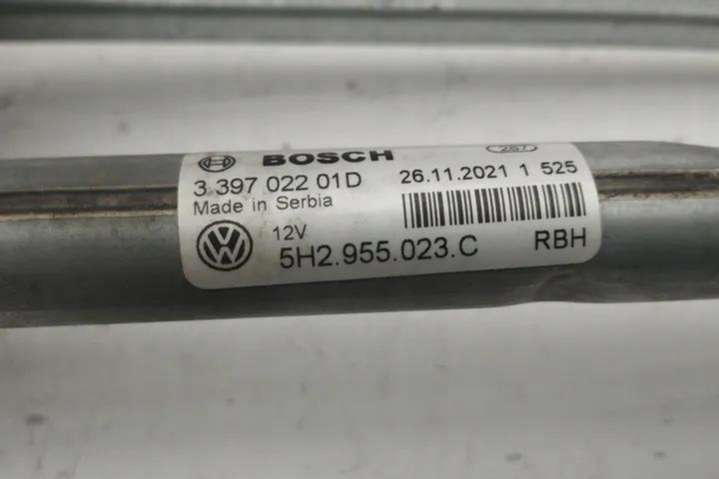 BOSCH
3 397 022 01D 26.11.2021 1 525
Made in Serbia
12V
5H2.955.023.C RBH